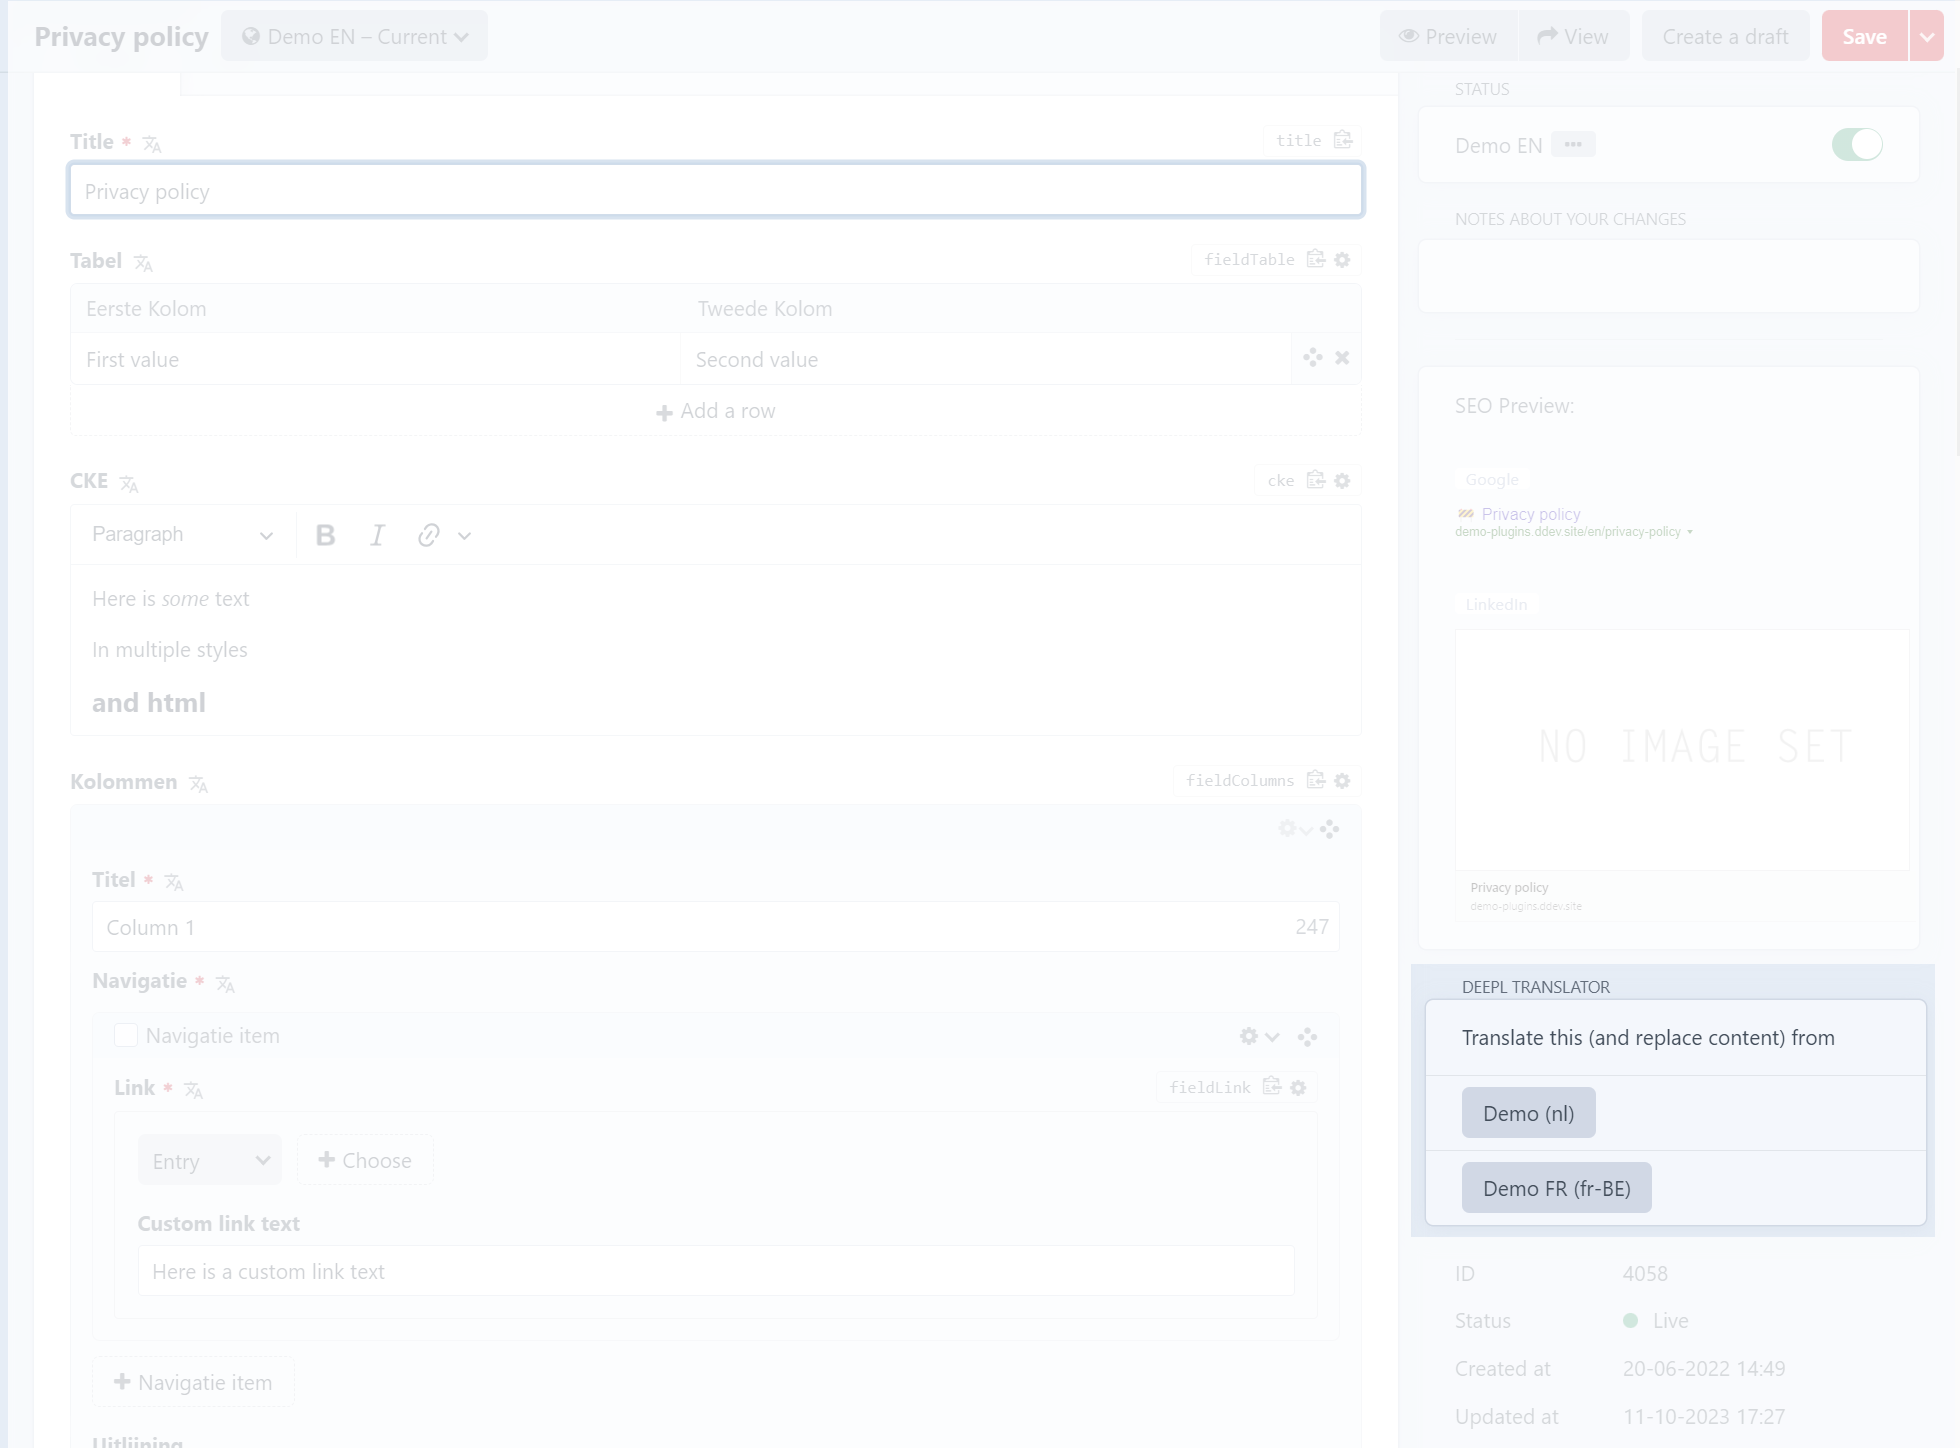 Privacy policy
Demo EN – Current
Preview
View
Create a draft
Save
Title *
title
Privacy policy
Tabel
fieldTable
Eerste Kolom
Tweede Kolom
First value
Second value
Add a row
CKE
cke
Paragraph
B
I
Here is some text
In multiple styles
and html
Kolommen
fieldColumns
Titel *
Column 1
247
Navigatie *
Navigatie item
Link *
fieldLink
Entry
Choose
Custom link text
Here is a custom link text
Navigatie item
Uitlijning
STATUS
Demo EN
NOTES ABOUT YOUR CHANGES
SEO Preview:
Google
Privacy policy
demo-plugins.ddev.site/en/privacy-policy
LinkedIn
NO IMAGE SET
Privacy policy
demo-plugins.ddev.site
DEEPL TRANSLATOR
Translate this (and replace content) from
Demo (nl)
Demo FR (fr-BE)
ID
4058
Status
Live
Created at
20-06-2022 14:49
Updated at
11-10-2023 17:27